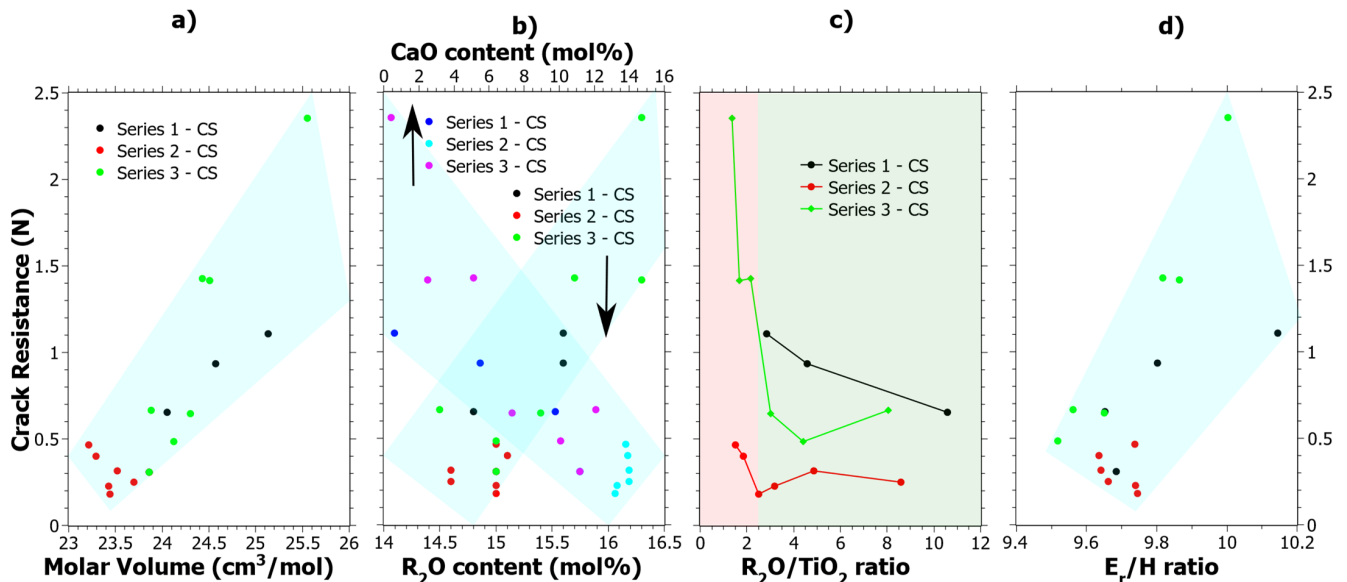 a)
Crack Resistance (N)
2.5
2
1.5
1
0.5
0
Series 1 - CS
Series 2 - CS
Series 3 - CS
23 23.5 24 24.5 25 25.5 26
Molar Volume (cm³/mol)
b)
CaO content (mol%)
0 2 4 6 8 10 12 14 16
Series 1 - CS
Series 2 - CS
Series 3 - CS
Series 1 - CS
Series 2 - CS
Series 3 - CS
14 14.5 15 15.5 16 16.5
R₂O content (mol%)
c)
Series 1 - CS
Series 2 - CS
Series 3 - CS
0 2 4 6 8 10 12
R₂O/TiO₂ ratio
d)
2.5
2
1.5
1
0.5
0
9.4 9.6 9.8 10 10.2
Eᵣ/H ratio